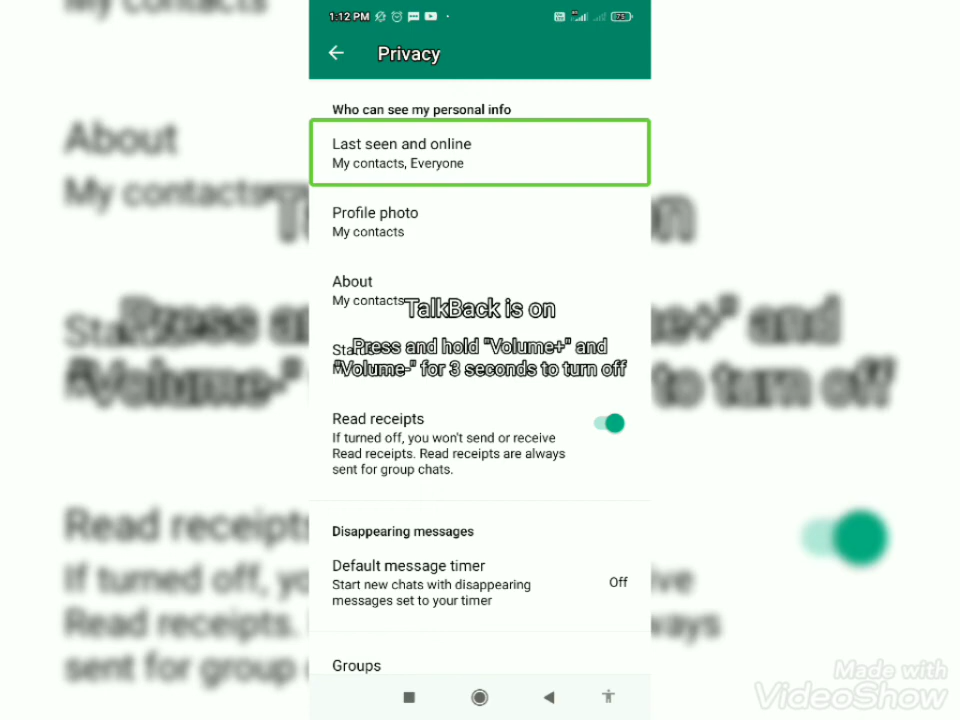 1:12 PM
75
Privacy
Who can see my personal info
Last seen and online
My contacts, Everyone
Profile photo
My contacts
About
My contacts
TalkBack is on
Press and hold "Volume+" and
"Volume-" for 3 seconds to turn off
Read receipts
If turned off, you won't send or receive
Read receipts. Read receipts are always
sent for group chats.
Disappearing messages
Default message timer
Start new chats with disappearing
messages set to your timer
Off
Groups
Made with
VideoShow